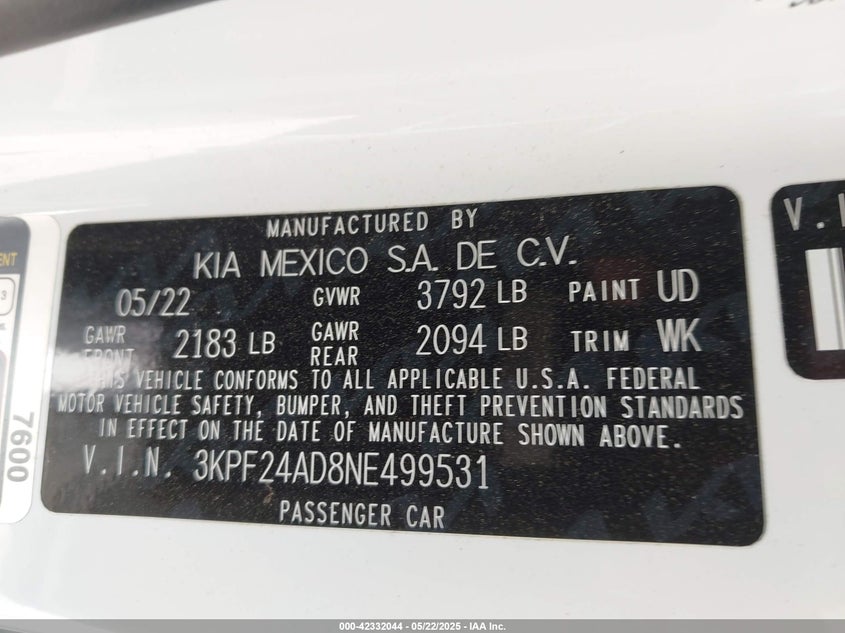 MANUFACTURED BY
KIA MEXICO S.A. DE C.V.
05/22 GVWR 3792 LB PAINT UD
GAWR FRONT 2183 LB GAWR REAR 2094 LB TRIM WK
THIS VEHICLE CONFORMS TO ALL APPLICABLE U.S.A. FEDERAL
MOTOR VEHICLE SAFETY, BUMPER, AND THEFT PREVENTION STANDARDS
IN EFFECT ON THE DATE OF MANUFACTURE SHOWN ABOVE.
V.I.N. 3KPF24AD8NE499531
PASSENGER CAR
7600
V.I
000-42332044 - 05/22/2025 - IAA Inc.